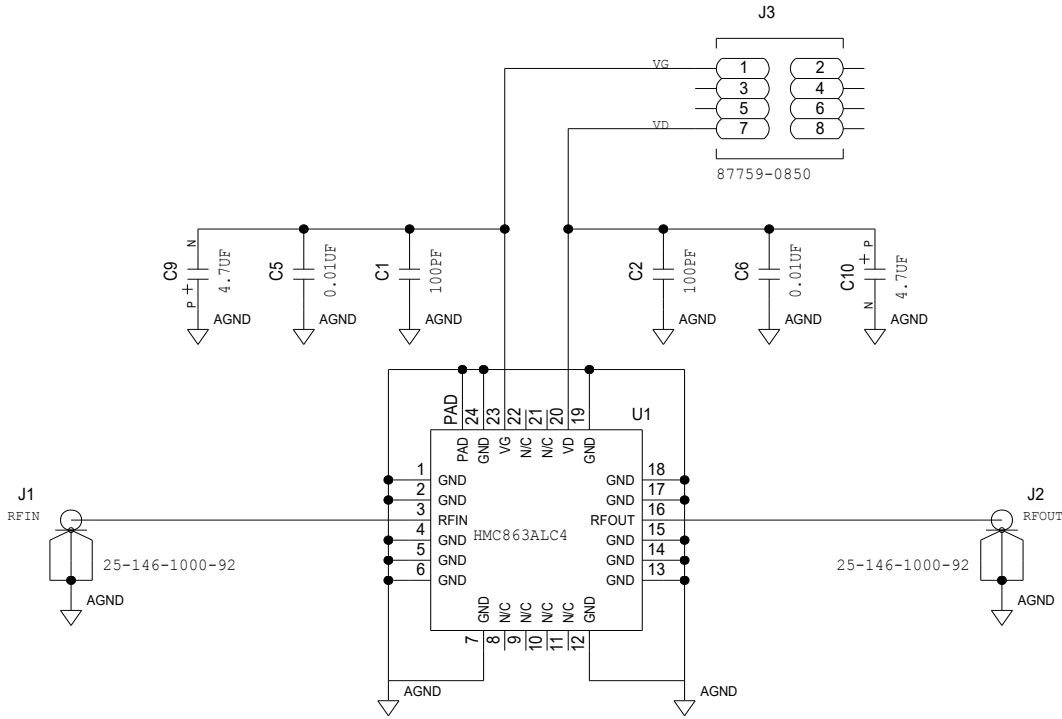 J3
VG
1 2
3 4
5 6
VD
7 8
87759-0850
N
C9
4.7UF
+
P
AGND
C5
0.01UF
AGND
C1
100PF
AGND
C2
100PF
AGND
C6
0.01UF
AGND
+ P
C10
4.7UF
N
AGND
PAD
24
23
22
21
20
19
U1
PAD
GND
VG
N/C
N/C
VD
GND
1 GND
2 GND
3 RFIN
4 GND
5 GND
6 GND
HMC863ALC4
GND 18
GND 17
RFOUT 16
GND 15
GND 14
GND 13
GND
N/C
N/C
N/C
N/C
GND
7
8
9
10
11
12
AGND
AGND
J1
RFIN
25-146-1000-92
AGND
J2
RFOUT
25-146-1000-92
AGND